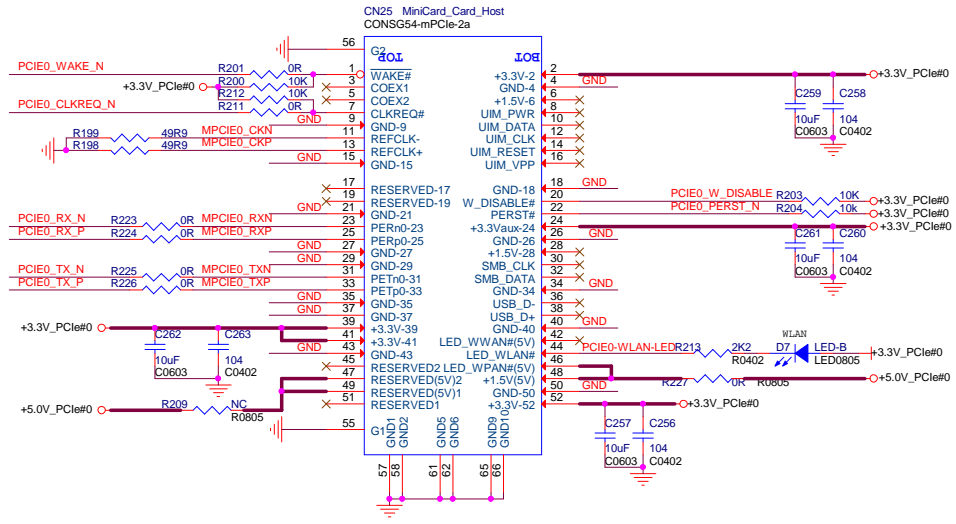 CN25 MiniCard_Card_Host
CONSG54-mPCIe-2a
56 G2 TOP BOT
PCIE0_WAKE_N R201 0R 1 WAKE# +3.3V-2 2 +3.3V_PCIe#0
+3.3V_PCIe#0 R200 10K 3 COEX1 GND-4 4 GND
R212 10K 5 COEX2 +1.5V-6 6 C259 C258
PCIE0_CLKREQ_N R211 0R 7 CLKREQ# UIM_PWR 8 10uF 104
GND 9 GND-9 UIM_DATA 10 C0603 C0402
R199 49R9 MPCIE0_CKN 11 REFCLK- UIM_CLK 12
R198 49R9 MPCIE0_CKP 13 REFCLK+ UIM_RESET 14
GND 15 GND-15 UIM_VPP 16
17 RESERVED-17 GND-18 18 GND
19 RESERVED-19 W_DISABLE# 20 PCIE0_W_DISABLE R203 10K +3.3V_PCIe#0
GND 21 GND-21 PERST# 22 PCIE0_PERST_N R204 10k +3.3V_PCIe#0
PCIE0_RX_N R223 0R MPCIE0_RXN 23 PERn0-23 +3.3Vaux-24 24 +3.3V_PCIe#0
PCIE0_RX_P R224 0R MPCIE0_RXP 25 PERp0-25 GND-26 26 GND C261 C260
GND 27 GND-27 +1.5V-28 28 10uF 104
GND 29 GND-29 SMB_CLK 30 C0603 C0402
PCIE0_TX_N R225 0R MPCIE0_TXN 31 PETn0-31 SMB_DATA 32
PCIE0_TX_P R226 0R MPCIE0_TXP 33 PETp0-33 GND-34 34 GND
GND 35 GND-35 USB_D- 36
GND 37 GND-37 USB_D+ 38
+3.3V_PCIe#0 39 +3.3V-39 GND-40 40 GND
C262 C263 41 +3.3V-41 LED_WWAN#(5V) 42 WLAN
10uF 104 GND 43 GND-43 LED_WLAN# 44 PCIE0-WLAN-LED R213 2K2 D7 LED-B +3.3V_PCIe#0
C0603 C0402 45 RESERVED2 LED_WPAN#(5V) 46 R0402 LED0805
47 RESERVED(5V)2 +1.5V(5V) 48 R227 0R R0805 +5.0V_PCIe#0
49 RESERVED(5V)1 GND-50 50 GND
+5.0V_PCIe#0 R209 NC R0805 51 RESERVED1 +3.3V-52 52 +3.3V_PCIe#0
55 G1 C257 C256
GND1 GND2 GND5 GND6 GND9 GND10 10uF 104
57 58 61 62 65 66 C0603 C0402